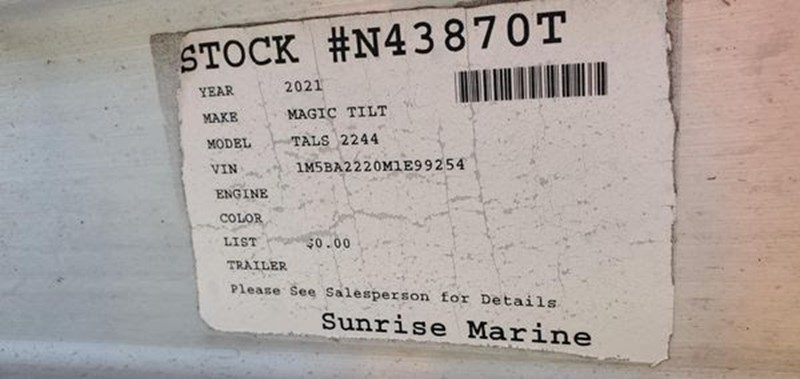 STOCK #N43870T
YEAR 2021
MAKE MAGIC TILT
MODEL TALS 2244
VIN 1M5BA2220M1E99254
ENGINE
COLOR
LIST $0.00
TRAILER
Please See Salesperson for Details
Sunrise Marine